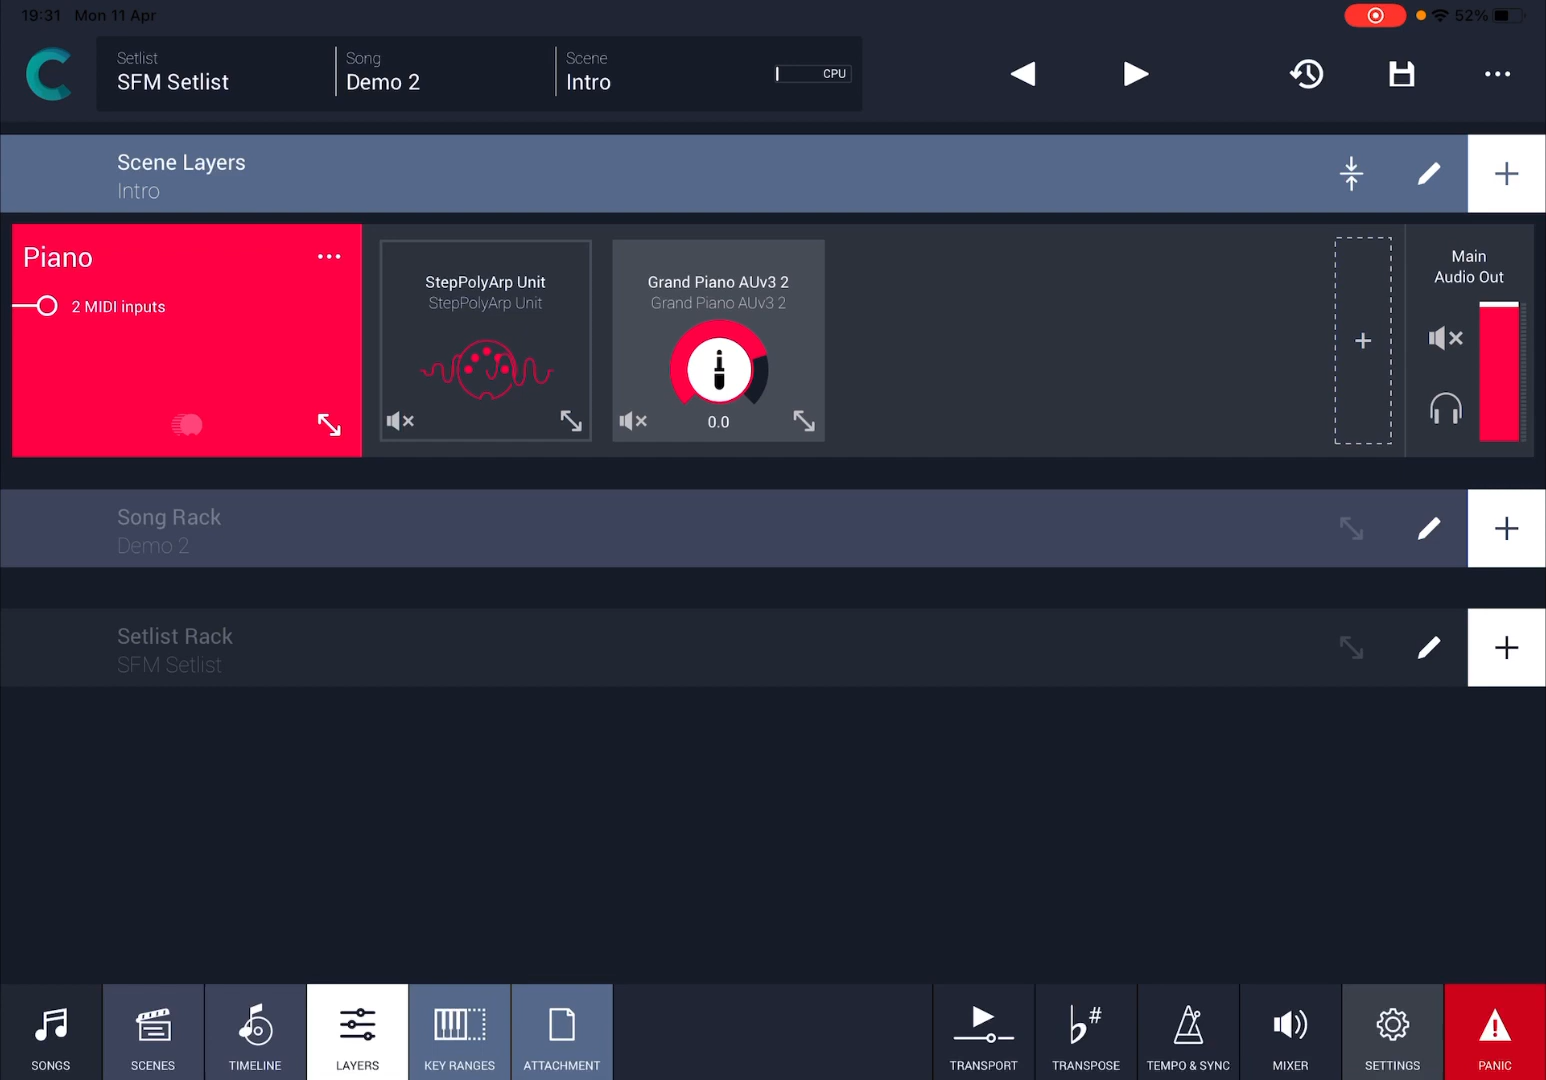 19:31 Mon 11 Apr
52%
Setlist
SFM Setlist
Song
Demo 2
Scene
Intro
CPU
Scene Layers
Intro
Piano
2 MIDI inputs
StepPolyArp Unit
StepPolyArp Unit
Grand Piano AUv3 2
Grand Piano AUv3 2
0.0
Main
Audio Out
Song Rack
Demo 2
Setlist Rack
SFM Setlist
SONGS
SCENES
TIMELINE
LAYERS
KEY RANGES
ATTACHMENT
TRANSPORT
TRANSPOSE
TEMPO & SYNC
MIXER
SETTINGS
PANIC